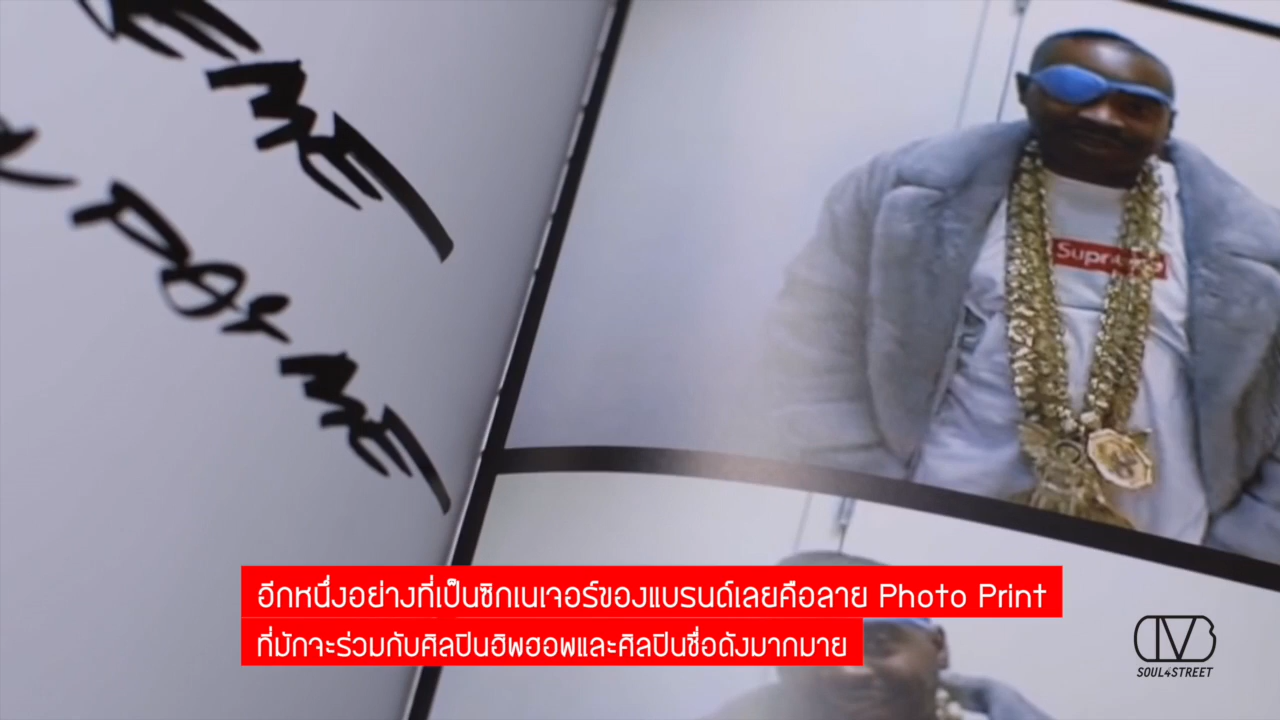 ME
ME
Supreme
อีกหนึ่งอย่างที่เป็นซิกเนเจอร์ของแบรนด์เลยคือลาย Photo Print
ที่มักจะร่วมกับศิลปินฮิพฮอพและศิลปินชื่อดังมากมาย
SOUL4STREET